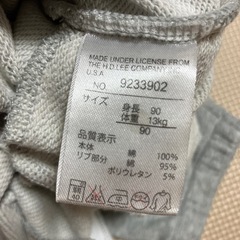 MADE UNDER LICENSE FROM
THE H.D.LEE COMPANY, INC.
U.S.A
NO. 9233902
サイズ 身長 90
体重 13kg
90
品質表示
本体 綿 100%
リブ部分 綿 95%
ポリウレタン 5%
40